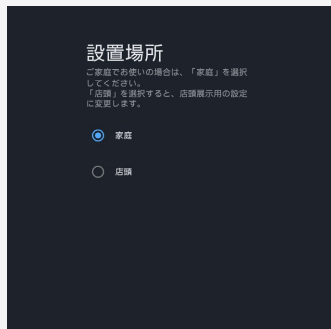 設置場所
ご家庭でお使いの場合は、「家庭」を選択
してください。
「店頭」を選択すると、店頭展示用の設定
に変更します。
家庭
店頭